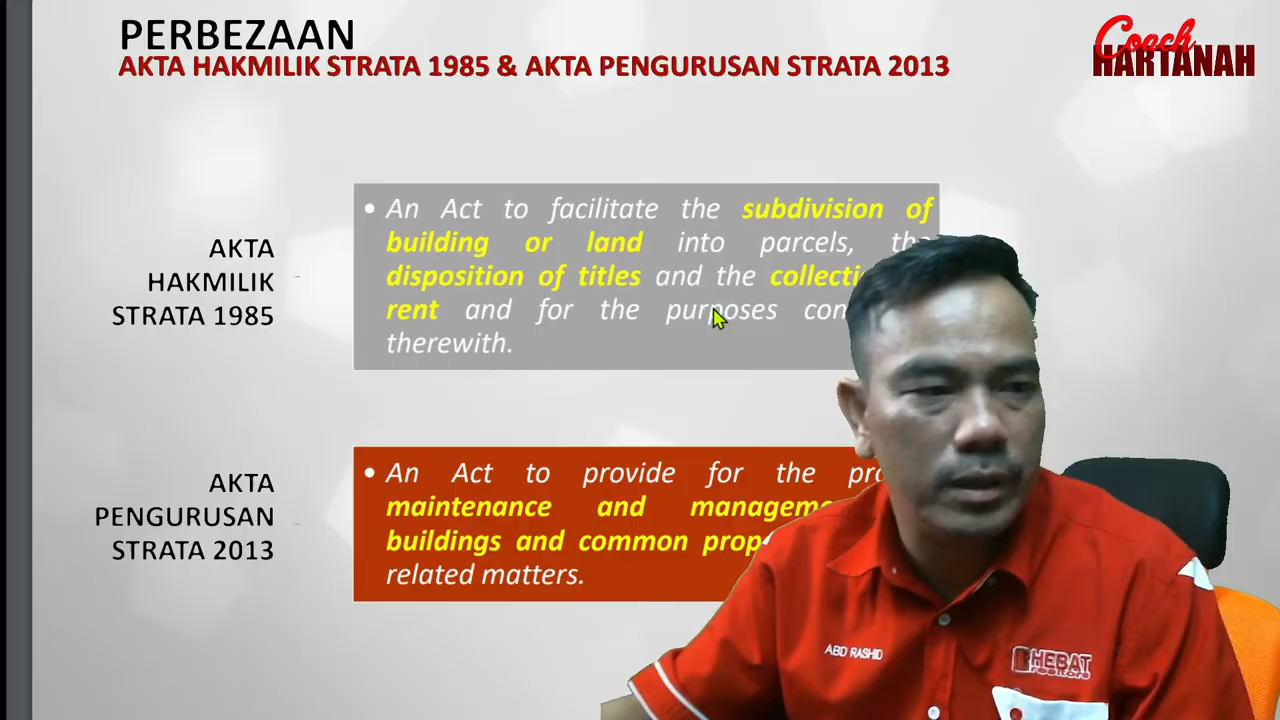 PERBEZAAN
AKTA HAKMILIK STRATA 1985 & AKTA PENGURUSAN STRATA 2013
Coach
HARTANAH
AKTA
HAKMILIK
STRATA 1985
• An Act to facilitate the subdivision of
building or land into parcels, the
disposition of titles and the
rent and for the purposes
therewith.
AKTA
PENGURUSAN
STRATA 2013
• An Act to provide for the
maintenance and
buildings and common
related matters.
ABD RASHID
HEBAT